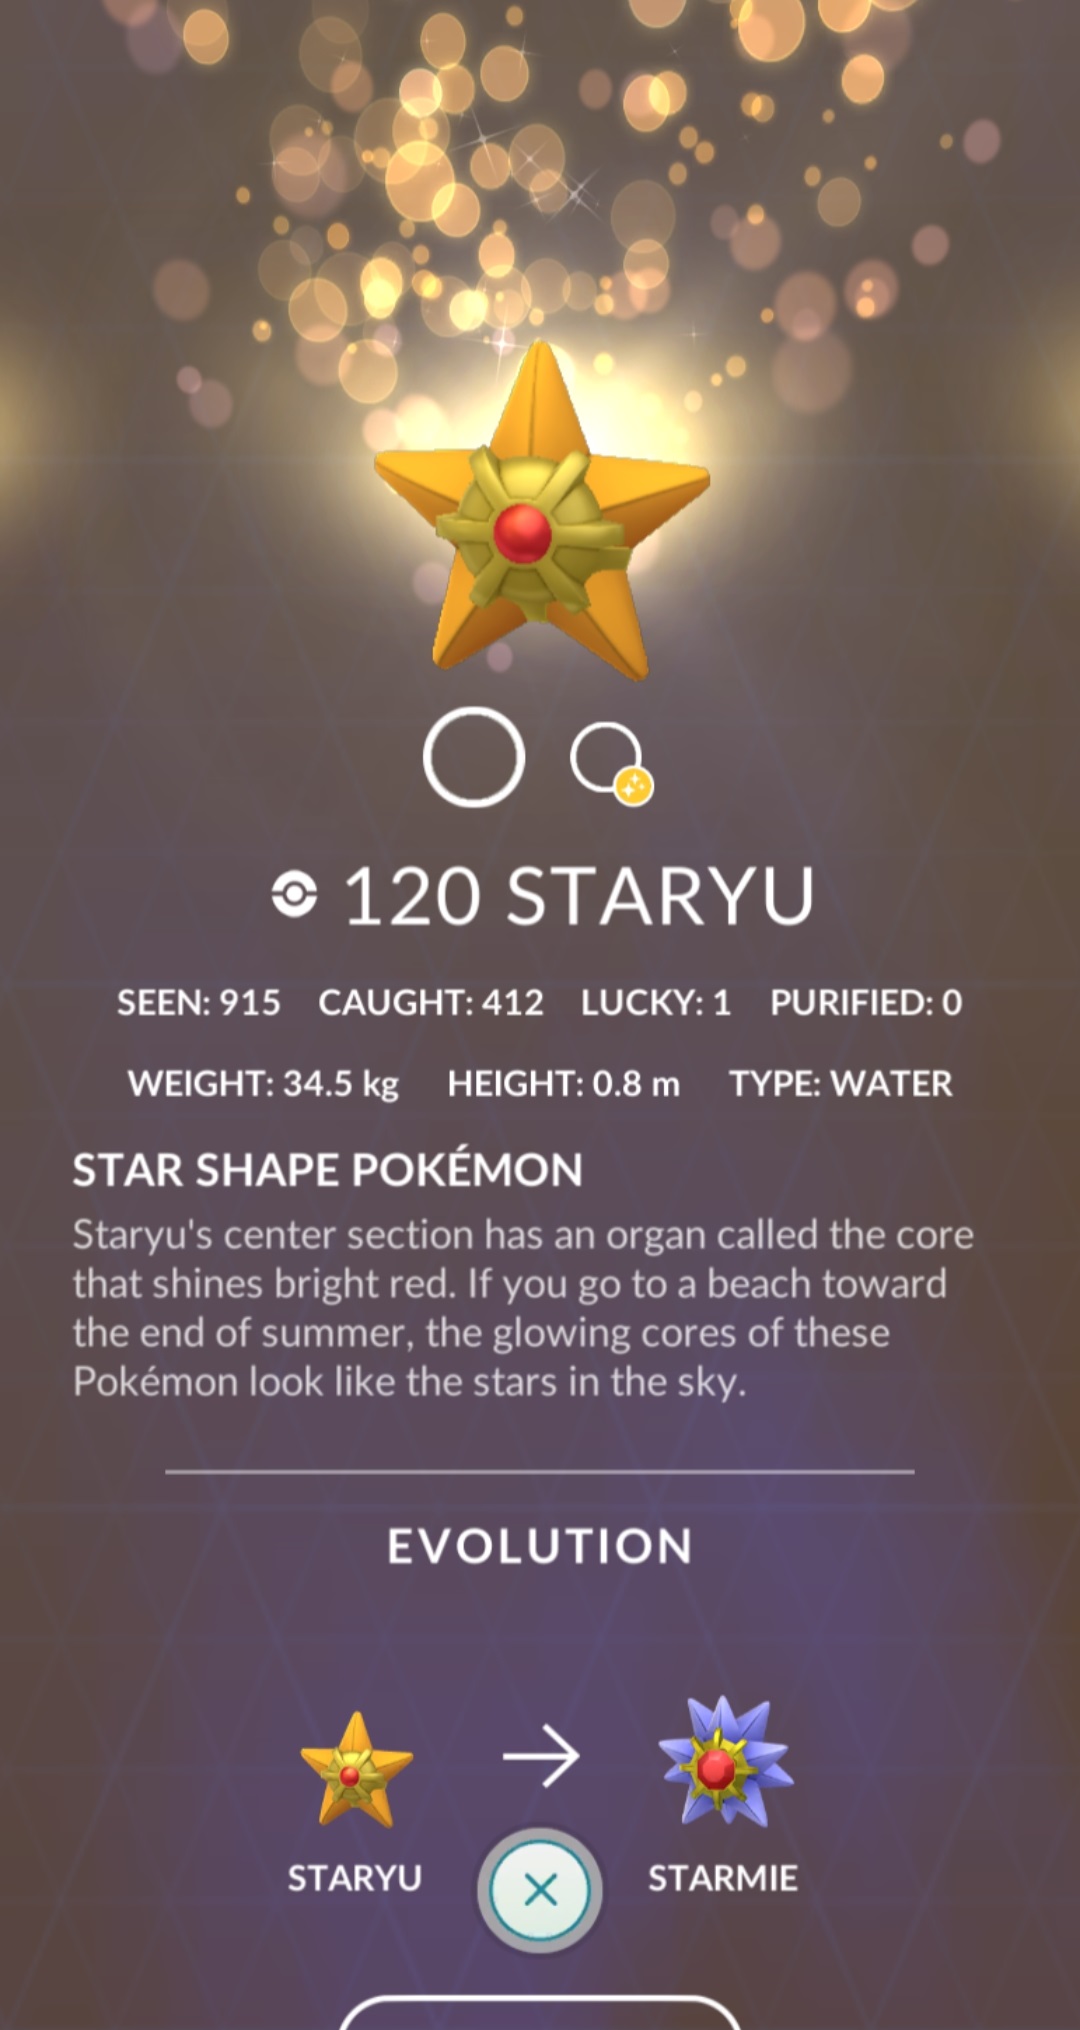 120 STARYU
SEEN: 915 CAUGHT: 412 LUCKY: 1 PURIFIED: 0
WEIGHT: 34.5 kg HEIGHT: 0.8 m TYPE: WATER
STAR SHAPE POKÉMON
Staryu's center section has an organ called the core
that shines bright red. If you go to a beach toward
the end of summer, the glowing cores of these
Pokémon look like the stars in the sky.
EVOLUTION
STARYU STARMIE